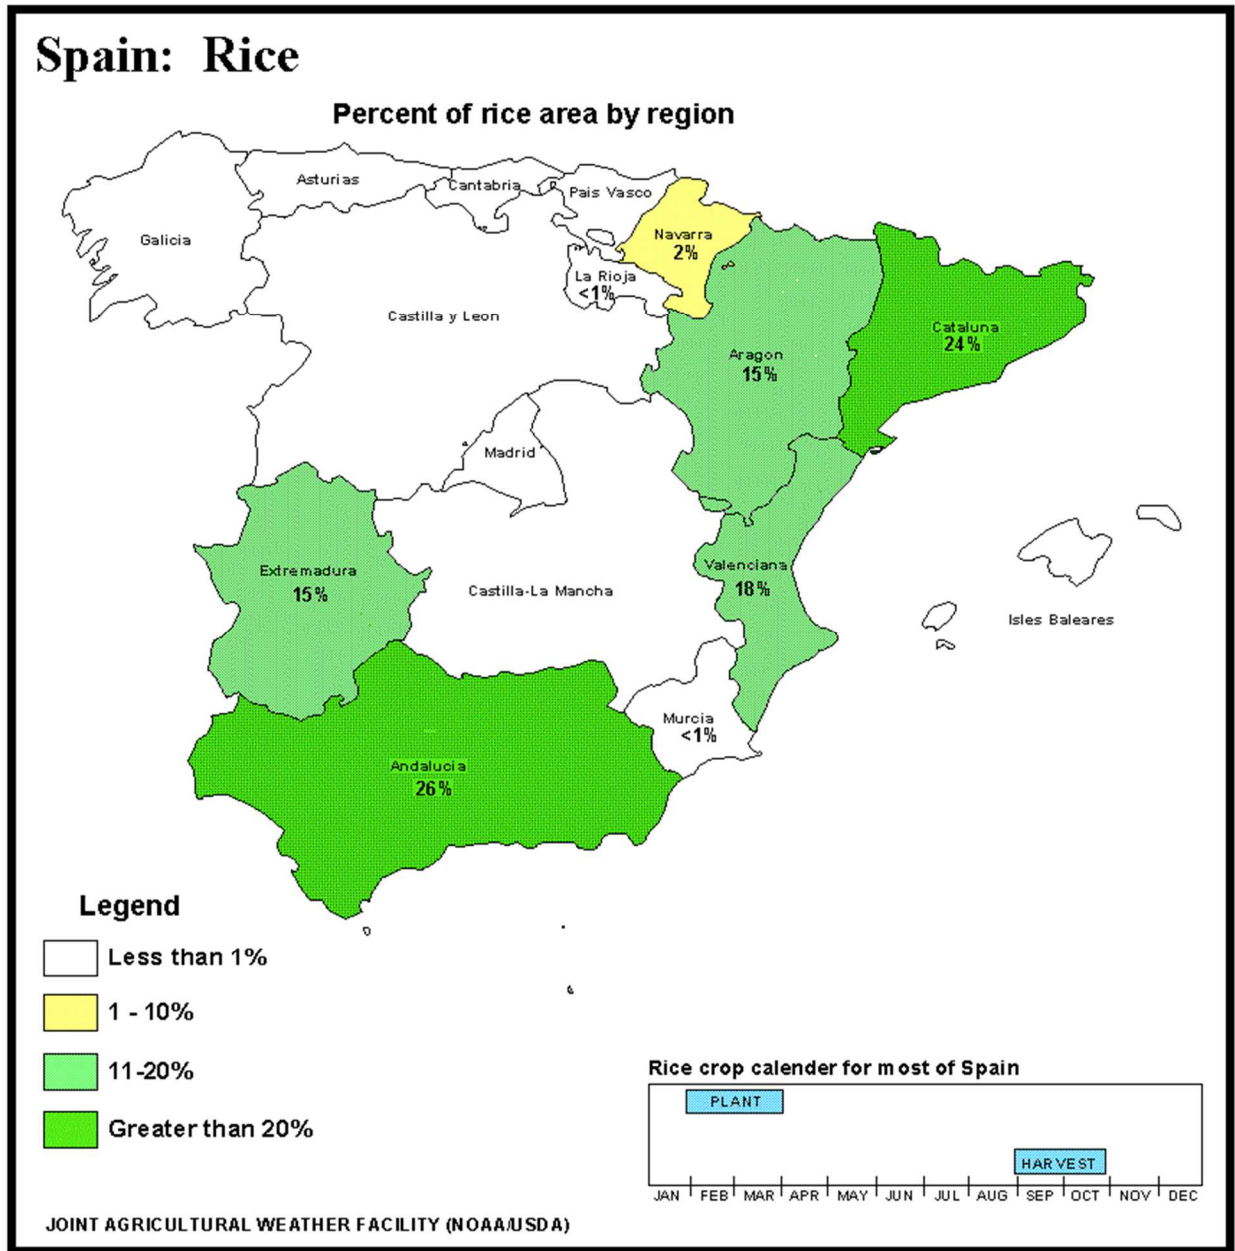 Spain: Rice
Percent of rice area by region
Asturias
Cantabria
Pais Vasco
Galicia
Navarra
2%
La Rioja
<1%
Castilla y Leon
Cataluna
24%
Aragon
15%
Madrid
Extremadura
15%
Castilla-La Mancha
Valenciana
18%
Isles Baleares
Murcia
<1%
Andalucia
26%
Legend
Less than 1%
1 - 10%
11-20%
Greater than 20%
Rice crop calender for most of Spain
PLANT
HARVEST
JAN FEB MAR APR MAY JUN JUL AUG SEP OCT NOV DEC
JOINT AGRICULTURAL WEATHER FACILITY (NOAA/USDA)